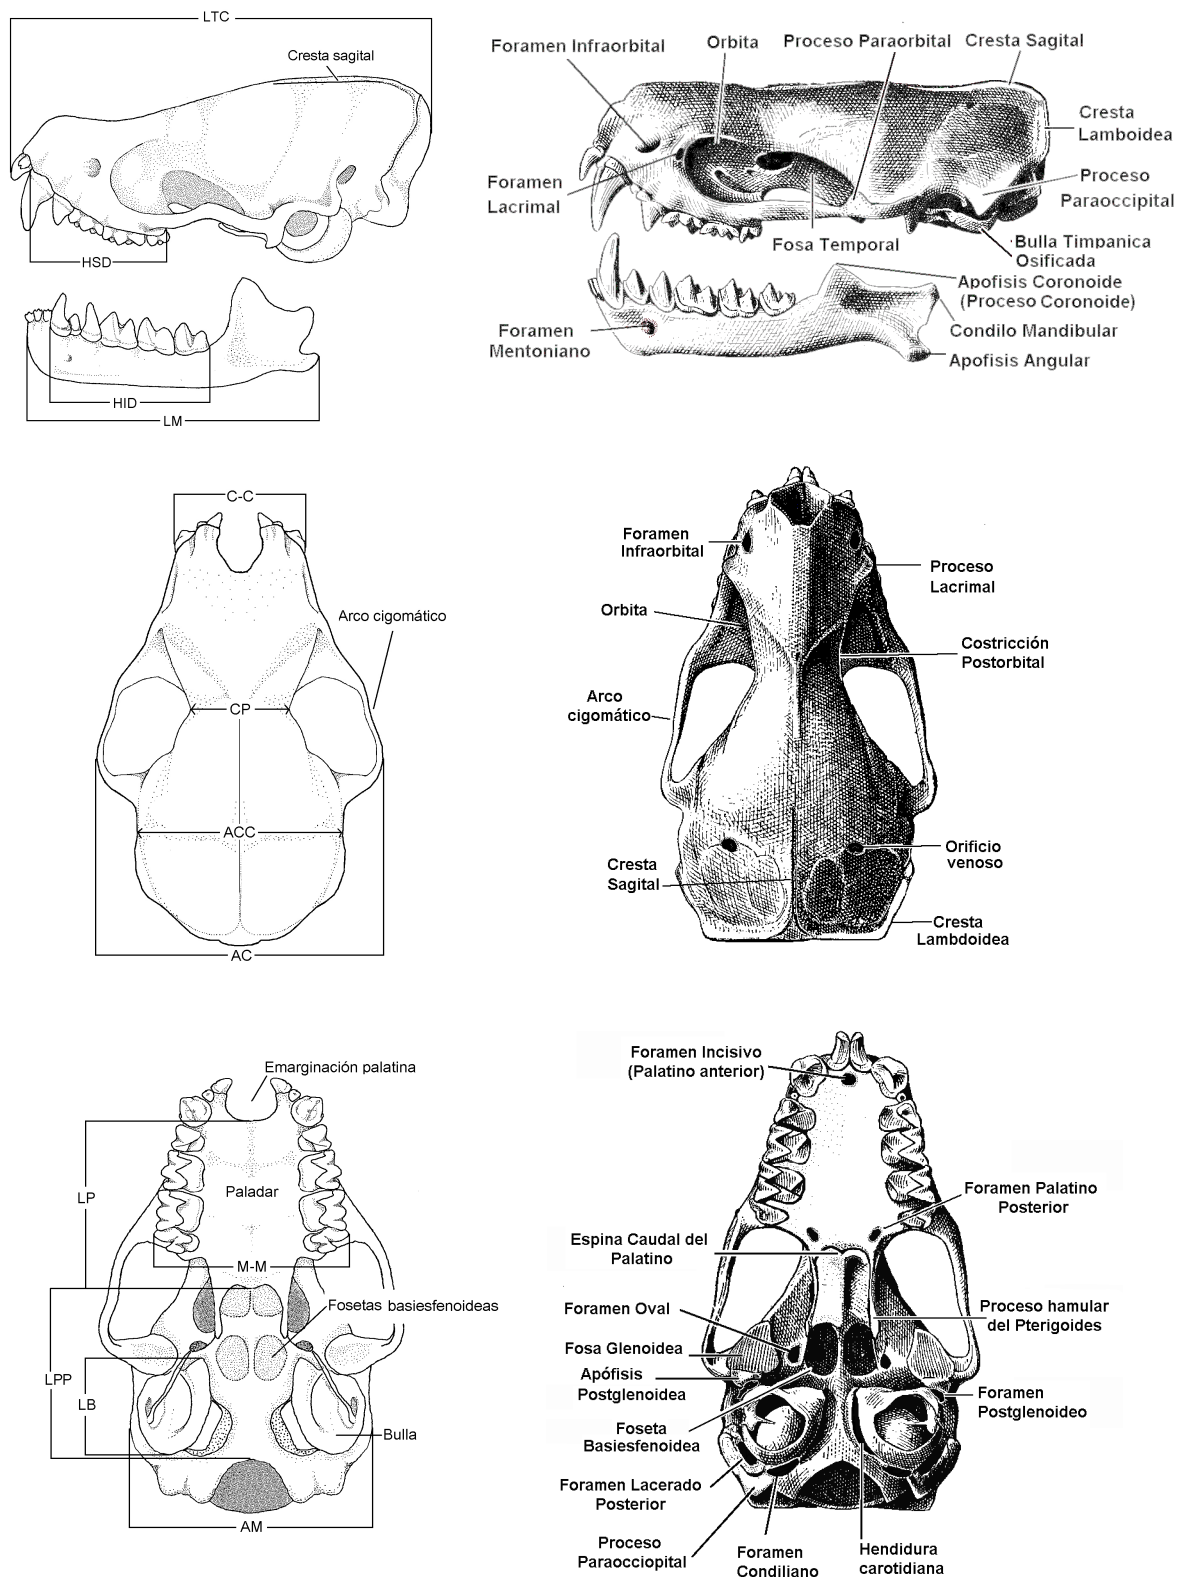 LTC
Cresta sagital
HSD
HID
LM
Foramen Infraorbital
Orbita
Proceso Paraorbital
Cresta Sagital
Cresta
Lamboidea
Foramen
Lacrimal
Proceso
Paraoccipital
Fosa Temporal
Bulla Timpanica
Osificada
Apofisis Coronoide
(Proceso Coronoide)
Foramen
Mentoniano
Condilo Mandibular
Apofisis Angular
C-C
Arco cigomático
CP
ACC
AC
Foramen
Infraorbital
Proceso
Lacrimal
Orbita
Costricción
Postorbital
Arco
cigomático
Orificio
venoso
Cresta
Sagital
Cresta
Lambdoidea
Emarginación palatina
LP
Paladar
M-M
Fosetas basiesfenoideas
LPP
LB
Bulla
AM
Foramen Incisivo
(Palatino anterior)
Foramen Palatino
Posterior
Espina Caudal del
Palatino
Foramen Oval
Proceso hamular
del Pterigoides
Fosa Glenoidea
Apófisis
Postglenoidea
Foramen
Postglenoideo
Foseta
Basiesfenoidea
Foramen Lacerado
Posterior
Proceso
Paraocciopital
Foramen
Condiliano
Hendidura
carotidiana